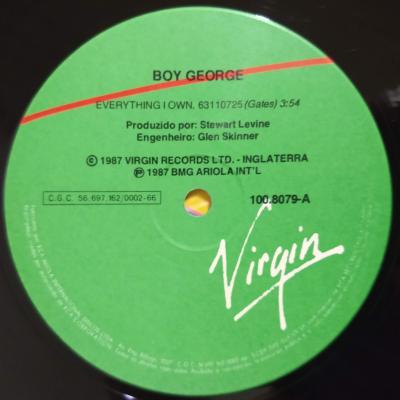 BOY GEORGE
EVERYTHING I OWN. 63110725 (Gates) 3:54
Produzido por: Stewart Levine
Engenheiro: Glen Skinner
© 1987 VIRGIN RECORDS LTD. - INGLATERRA
℗ 1987 BMG ARIOLA INT'L
C.G.C. 56.697.162/0002-66
100.8079-A
Virgin